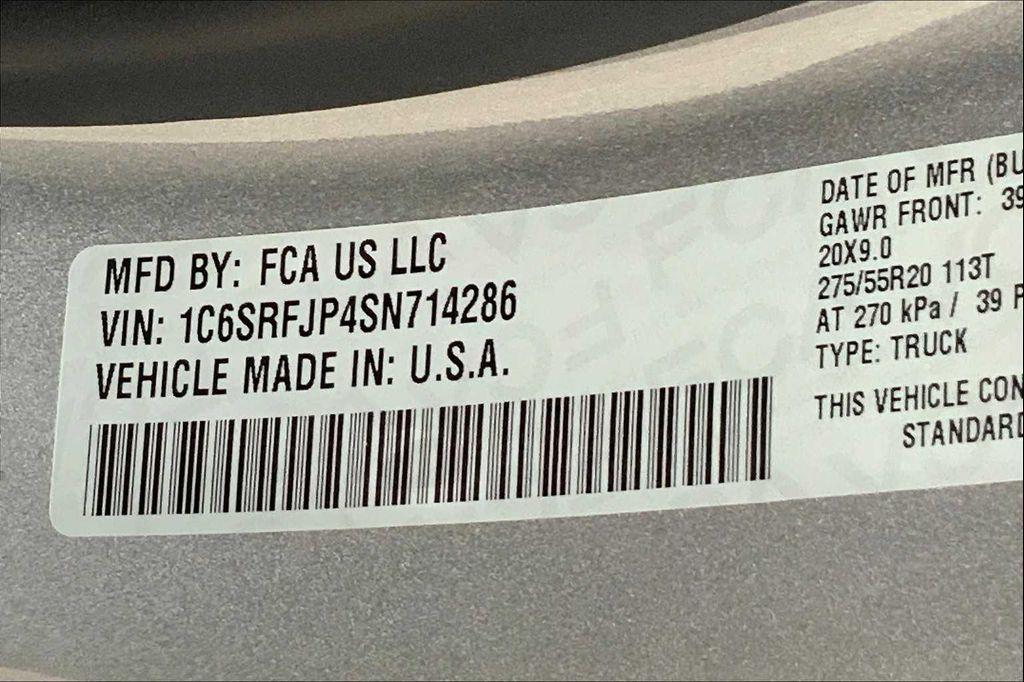 MFD BY: FCA US LLC
VIN: 1C6SRFJP4SN714286
VEHICLE MADE IN: U.S.A.
DATE OF MFR
GAWR FRONT:
20X9.0
275/55R20 113T
AT 270 kPa / 39
TYPE: TRUCK
THIS VEHICLE